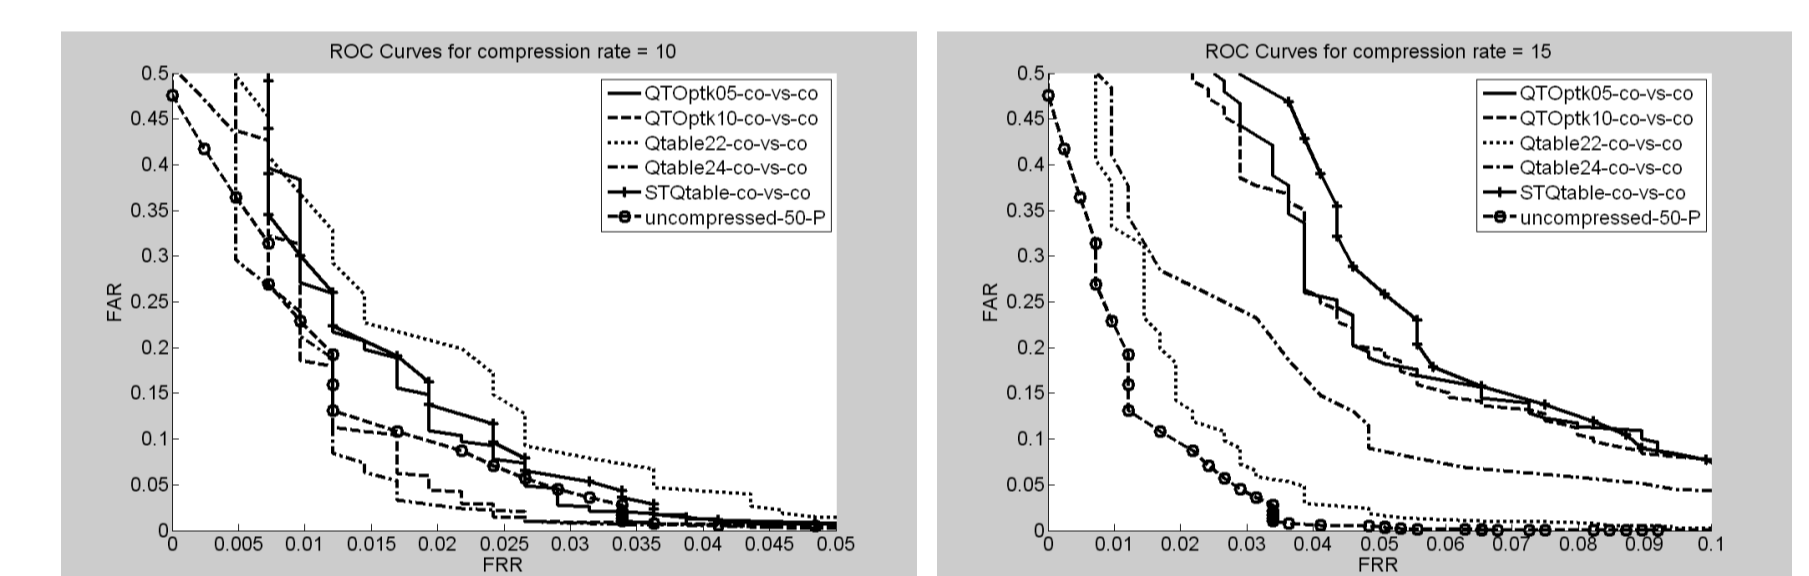 ROC Curves for compression rate = 10
0.5
0.45
0.4
0.35
0.3
0.25
0.2
0.15
0.1
0.05
0
FAR
QTOptk05-co-vs-co
QTOptk10-co-vs-co
Qtable22-co-vs-co
Qtable24-co-vs-co
STQtable-co-vs-co
uncompressed-50-P
0 0.005 0.01 0.015 0.02 0.025 0.03 0.035 0.04 0.045 0.05
FRR
ROC Curves for compression rate = 15
0.5
0.45
0.4
0.35
0.3
0.25
0.2
0.15
0.1
0.05
0
FAR
QTOptk05-co-vs-co
QTOptk10-co-vs-co
Qtable22-co-vs-co
Qtable24-co-vs-co
STQtable-co-vs-co
uncompressed-50-P
0 0.01 0.02 0.03 0.04 0.05 0.06 0.07 0.08 0.09 0.1
FRR